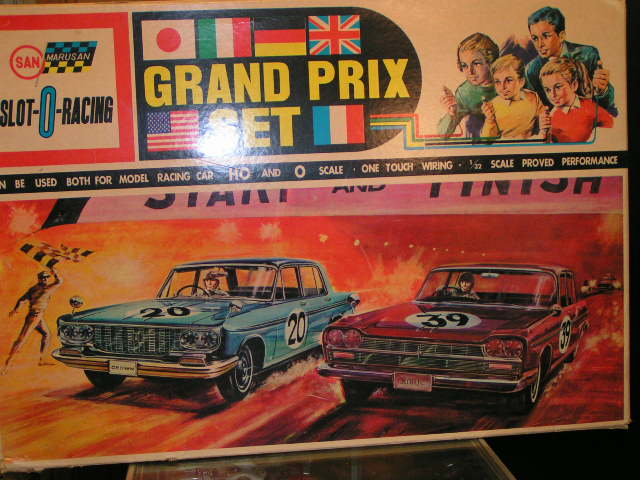 SAN
MARUSAN
SLOT-O-RACING
GRAND PRIX
SET
N BE USED BOTH FOR MODEL RACING CAR HO AND O SCALE · ONE TOUCH WIRING · 1/32 SCALE PROVED PERFORMANCE
START AND FINISH
20
20
39
39